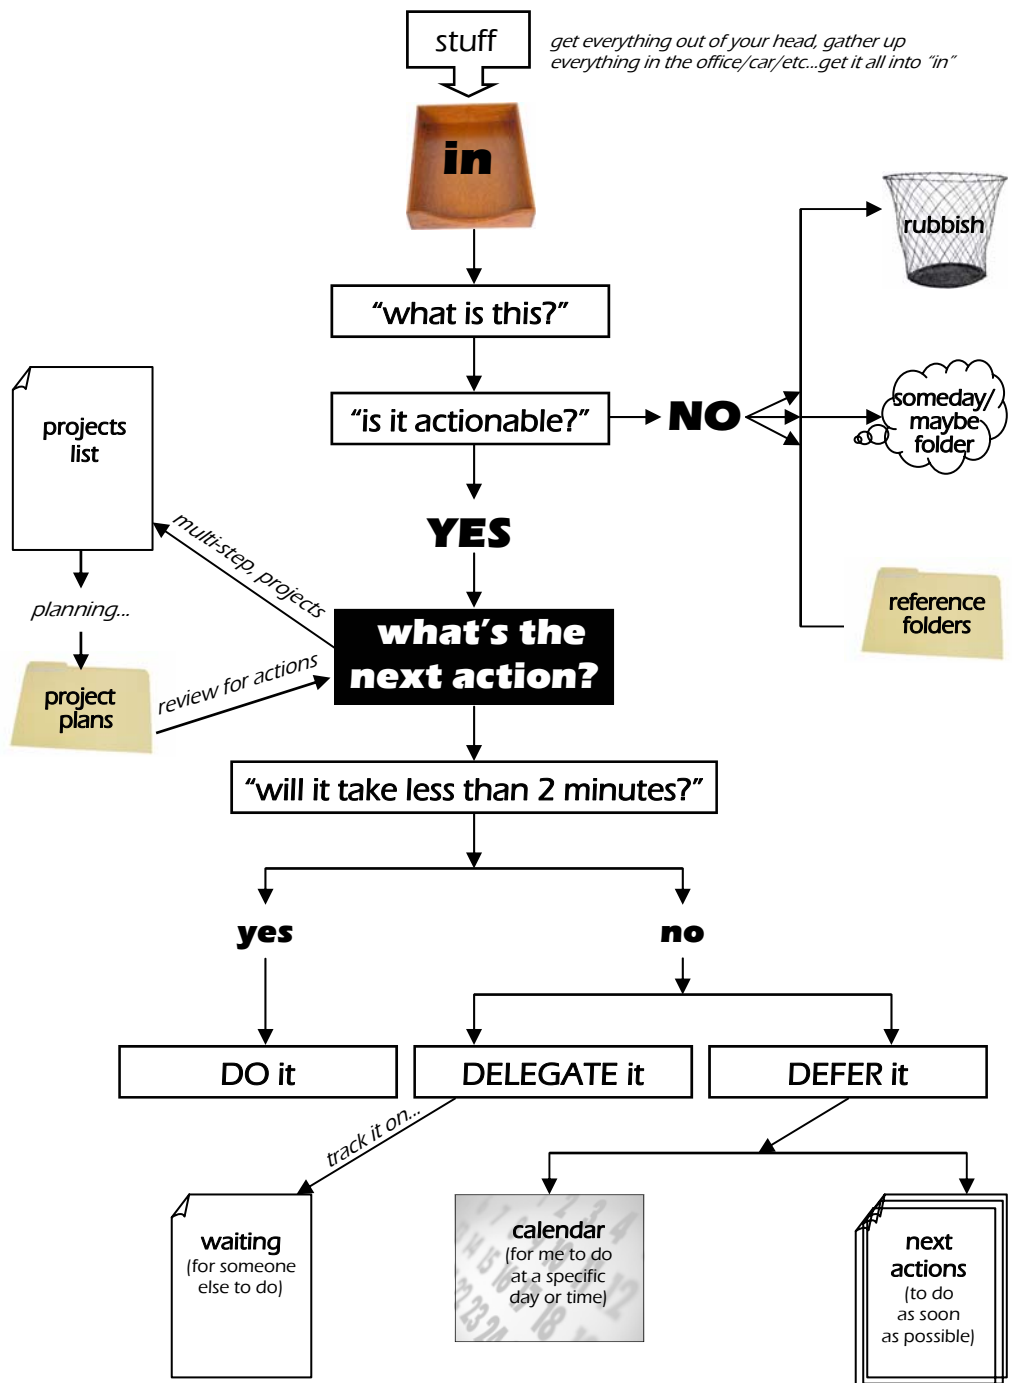 stuff
get everything out of your head, gather up
everything in the office/car/etc...get it all into “in”
in
rubbish
“what is this?”
“is it actionable?”
NO
someday/
maybe
folder
projects
list
YES
multi-step, projects
reference
folders
planning...
what’s the
next action?
project
plans
review for actions
“will it take less than 2 minutes?”
yes
no
DO it
DELEGATE it
DEFER it
track it on...
waiting
(for someone
else to do)
calendar
(for me to do
at a specific
day or time)
next
actions
(to do
as soon
as possible)